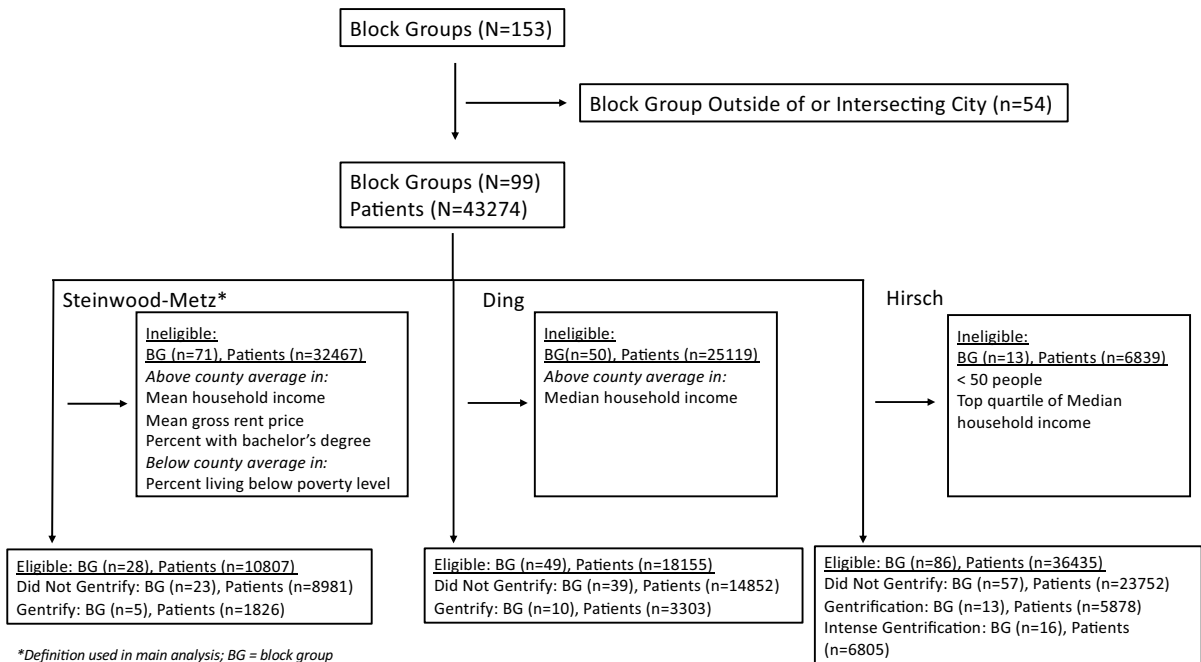 Block Groups (N=153)
Block Group Outside of or Intersecting City (n=54)
Block Groups (N=99)
Patients (N=43274)
Steinwood-Metz*
Ineligible:
BG (n=71), Patients (n=32467)
Above county average in:
Mean household income
Mean gross rent price
Percent with bachelor’s degree
Below county average in:
Percent living below poverty level
Ding
Ineligible:
BG(n=50), Patients (n=25119)
Above county average in:
Median household income
Hirsch
Ineligible:
BG (n=13), Patients (n=6839)
< 50 people
Top quartile of Median
household income
Eligible: BG (n=28), Patients (n=10807)
Did Not Gentrify: BG (n=23), Patients (n=8981)
Gentrify: BG (n=5), Patients (n=1826)
Eligible: BG (n=49), Patients (n=18155)
Did Not Gentrify: BG (n=39), Patients (n=14852)
Gentrify: BG (n=10), Patients (n=3303)
Eligible: BG (n=86), Patients (n=36435)
Did Not Gentrify: BG (n=57), Patients (n=23752)
Gentrification: BG (n=13), Patients (n=5878)
Intense Gentrification: BG (n=16), Patients
(n=6805)
*Definition used in main analysis; BG = block group